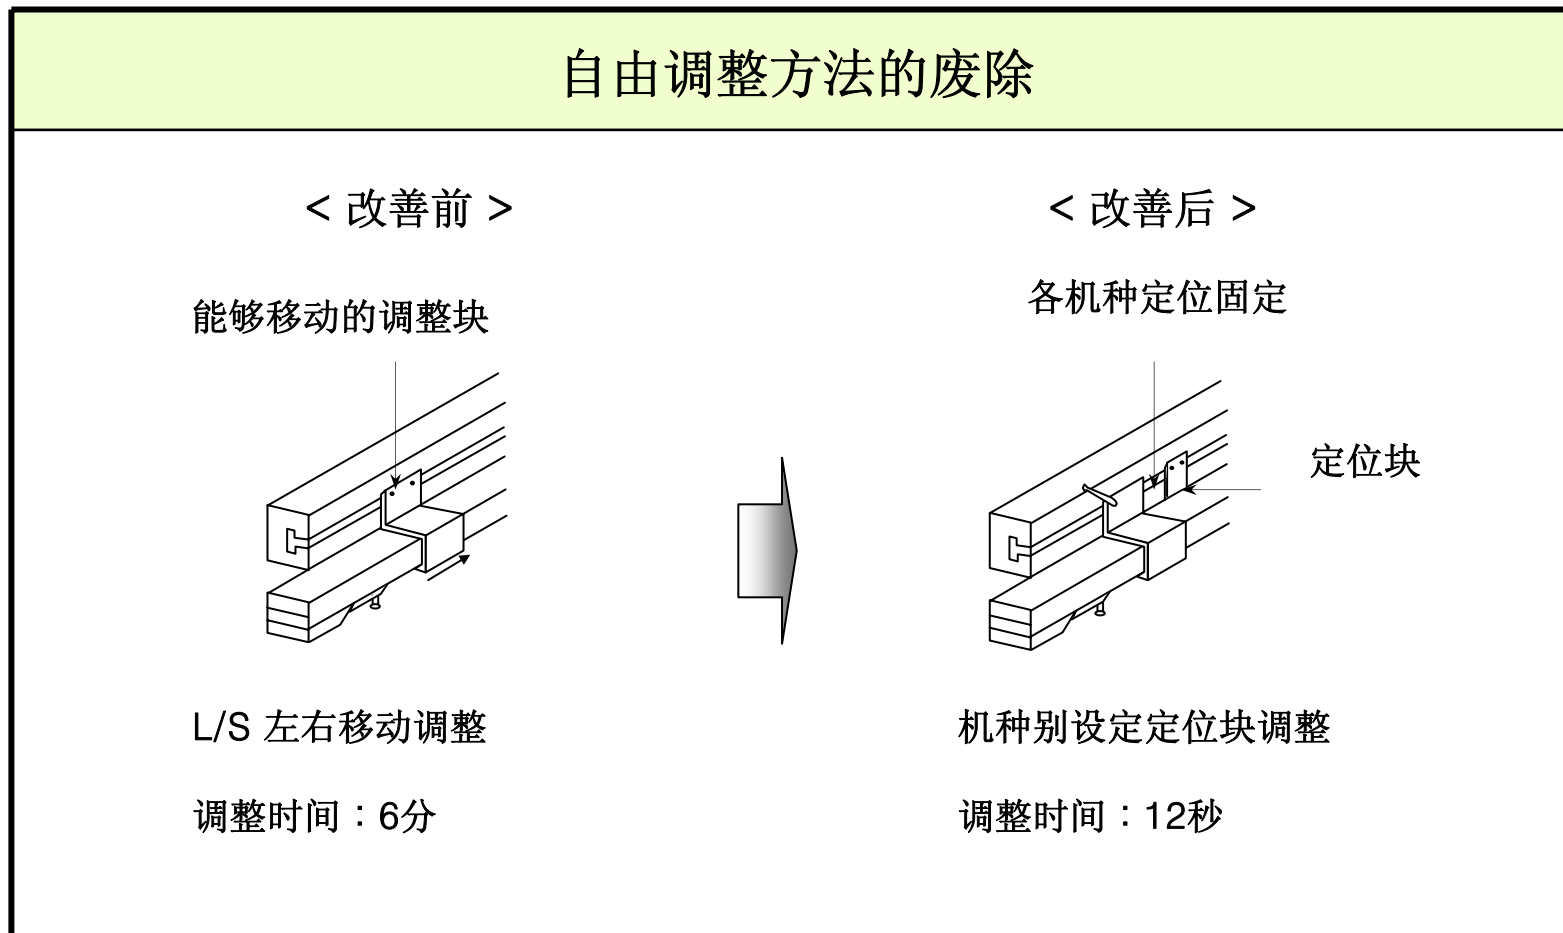 自由调整方法的废除
< 改善前 >
能够移动的调整块
L/S 左右移动调整
调整时间：6分
< 改善后 >
各机种定位固定
定位块
机种别设定定位块调整
调整时间：12秒